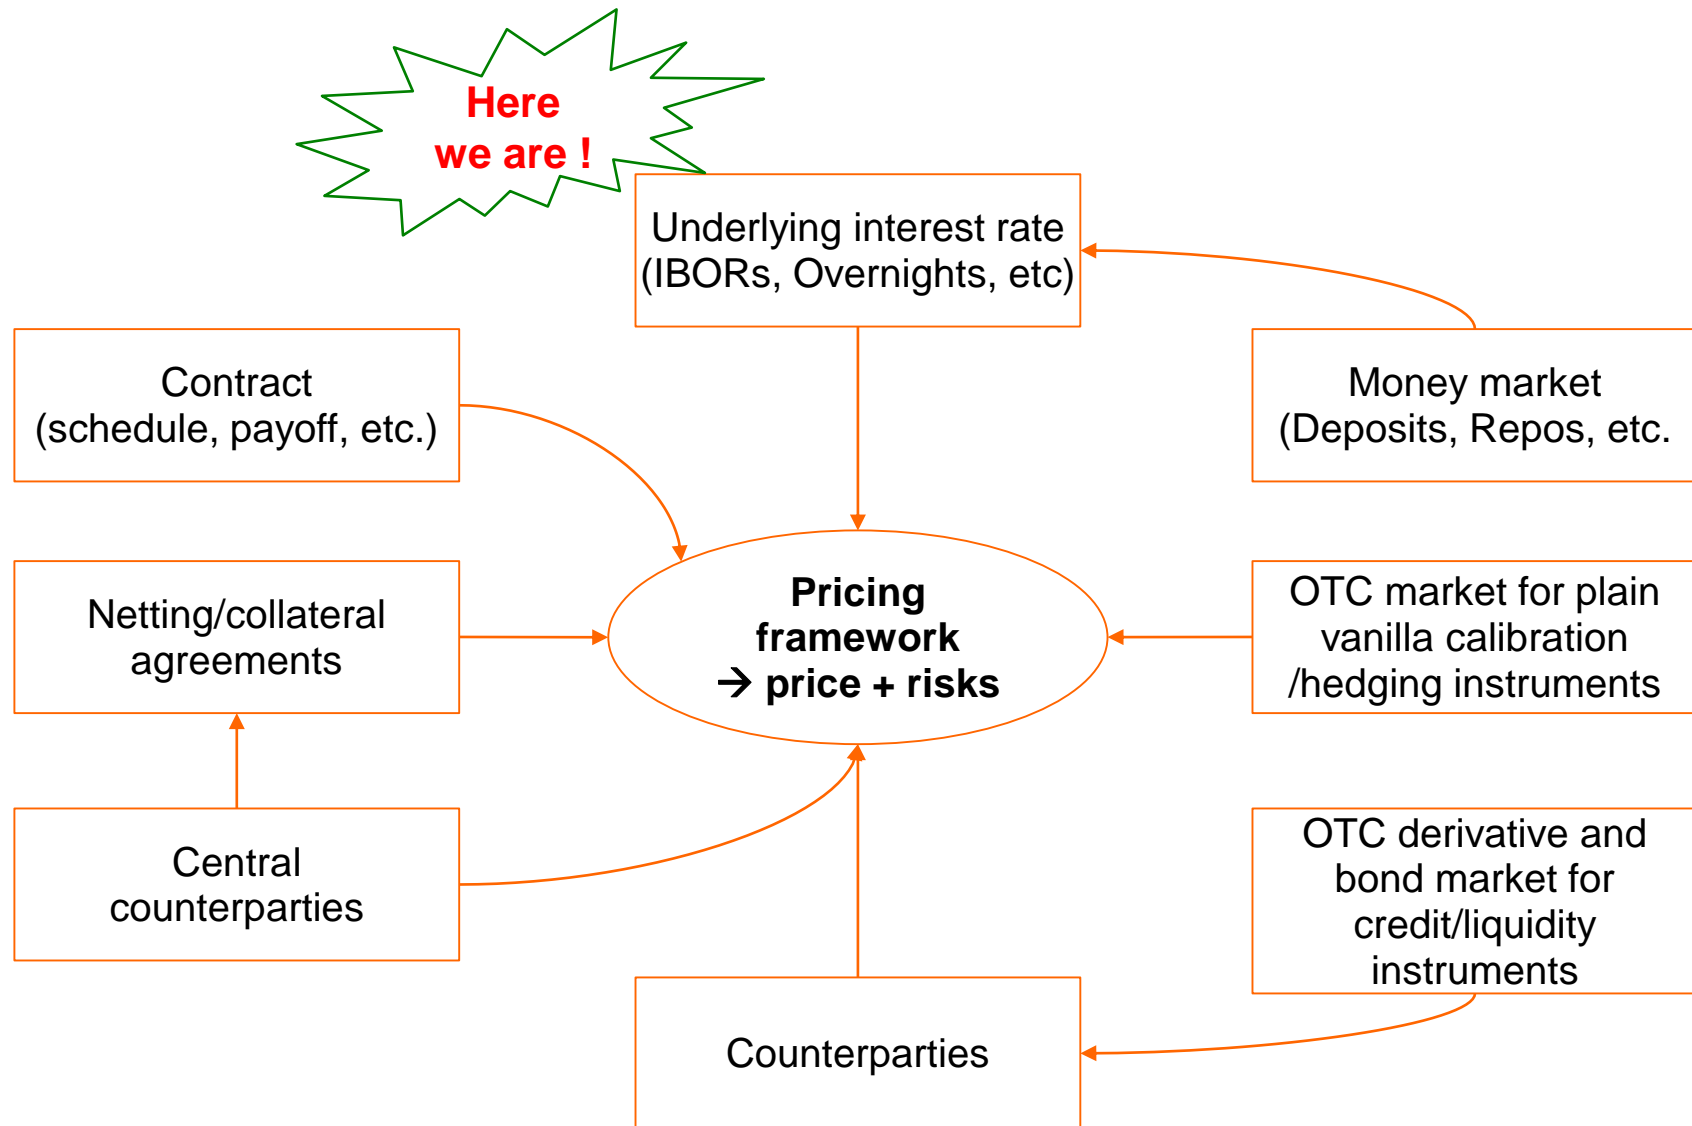 Here
we are !
Underlying interest rate
(IBORs, Overnights, etc)
Contract
(schedule, payoff, etc.)
Money market
(Deposits, Repos, etc.
Netting/collateral
agreements
Pricing
framework
→ price + risks
OTC market for plain
vanilla calibration
/hedging instruments
Central
counterparties
OTC derivative and
bond market for
credit/liquidity
instruments
Counterparties